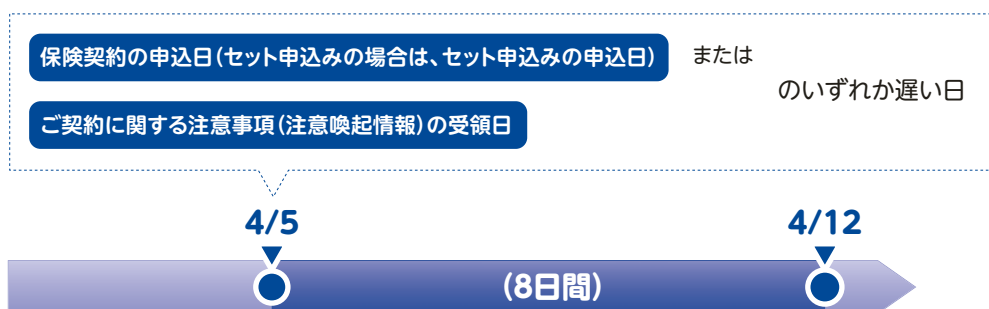 保険契約の申込日(セット申込みの場合は、セット申込みの申込日) または
のいずれか遅い日
ご契約に関する注意事項(注意喚起情報)の受領日
4/5 4/12
(8日間)